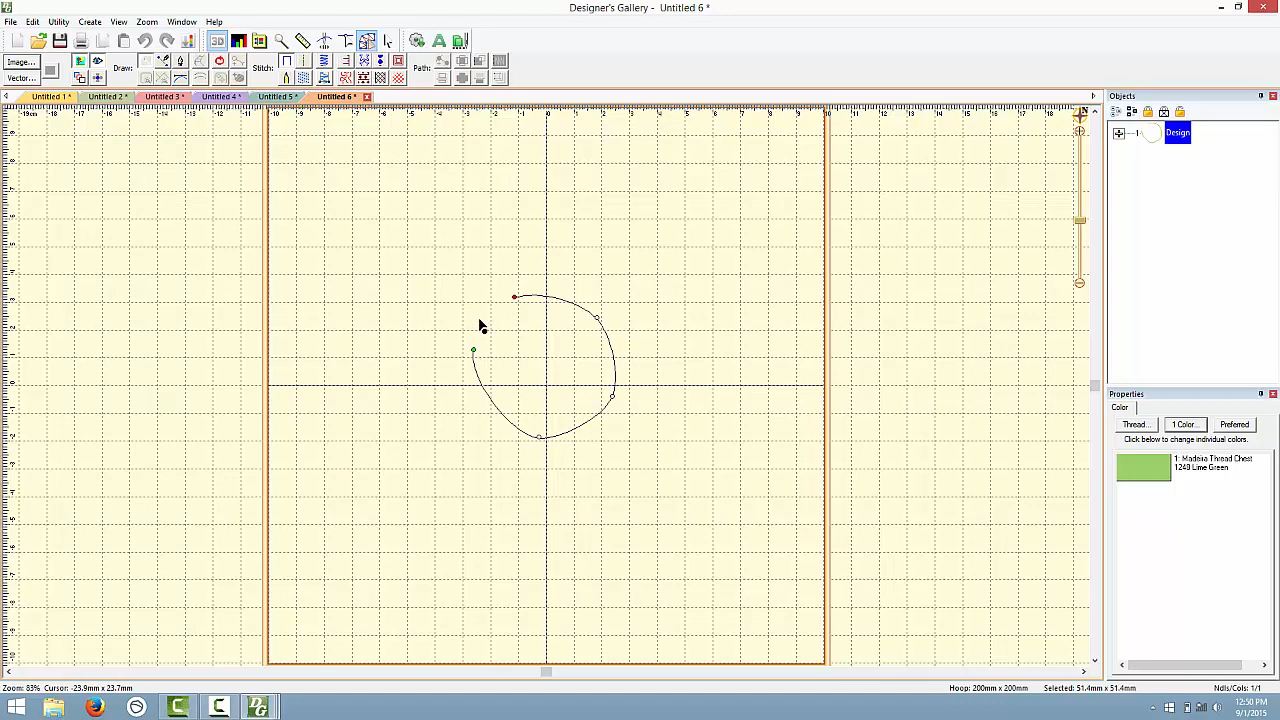 Designer's Gallery - Untitled 6 *
File Edit Utility Create View Zoom Window Help
3D
Image... Draw: Stitch: Path:
Vector...
Untitled 1 * Untitled 2 * Untitled 3 * Untitled 4 * Untitled 5 * Untitled 6 *
Objects
1 Design
Properties
Color
Thread... 1 Color... Preferred
Click below to change individual colors.
1: Madeira Thread Chest
1248 Lime Green
Zoom: 83% Cursor: -23.9mm x 23.7mm Hoop: 200mm x 200mm Selected: 51.4mm x 51.4mm Ndls/Cols: 1/1
12:50 PM
9/1/2015